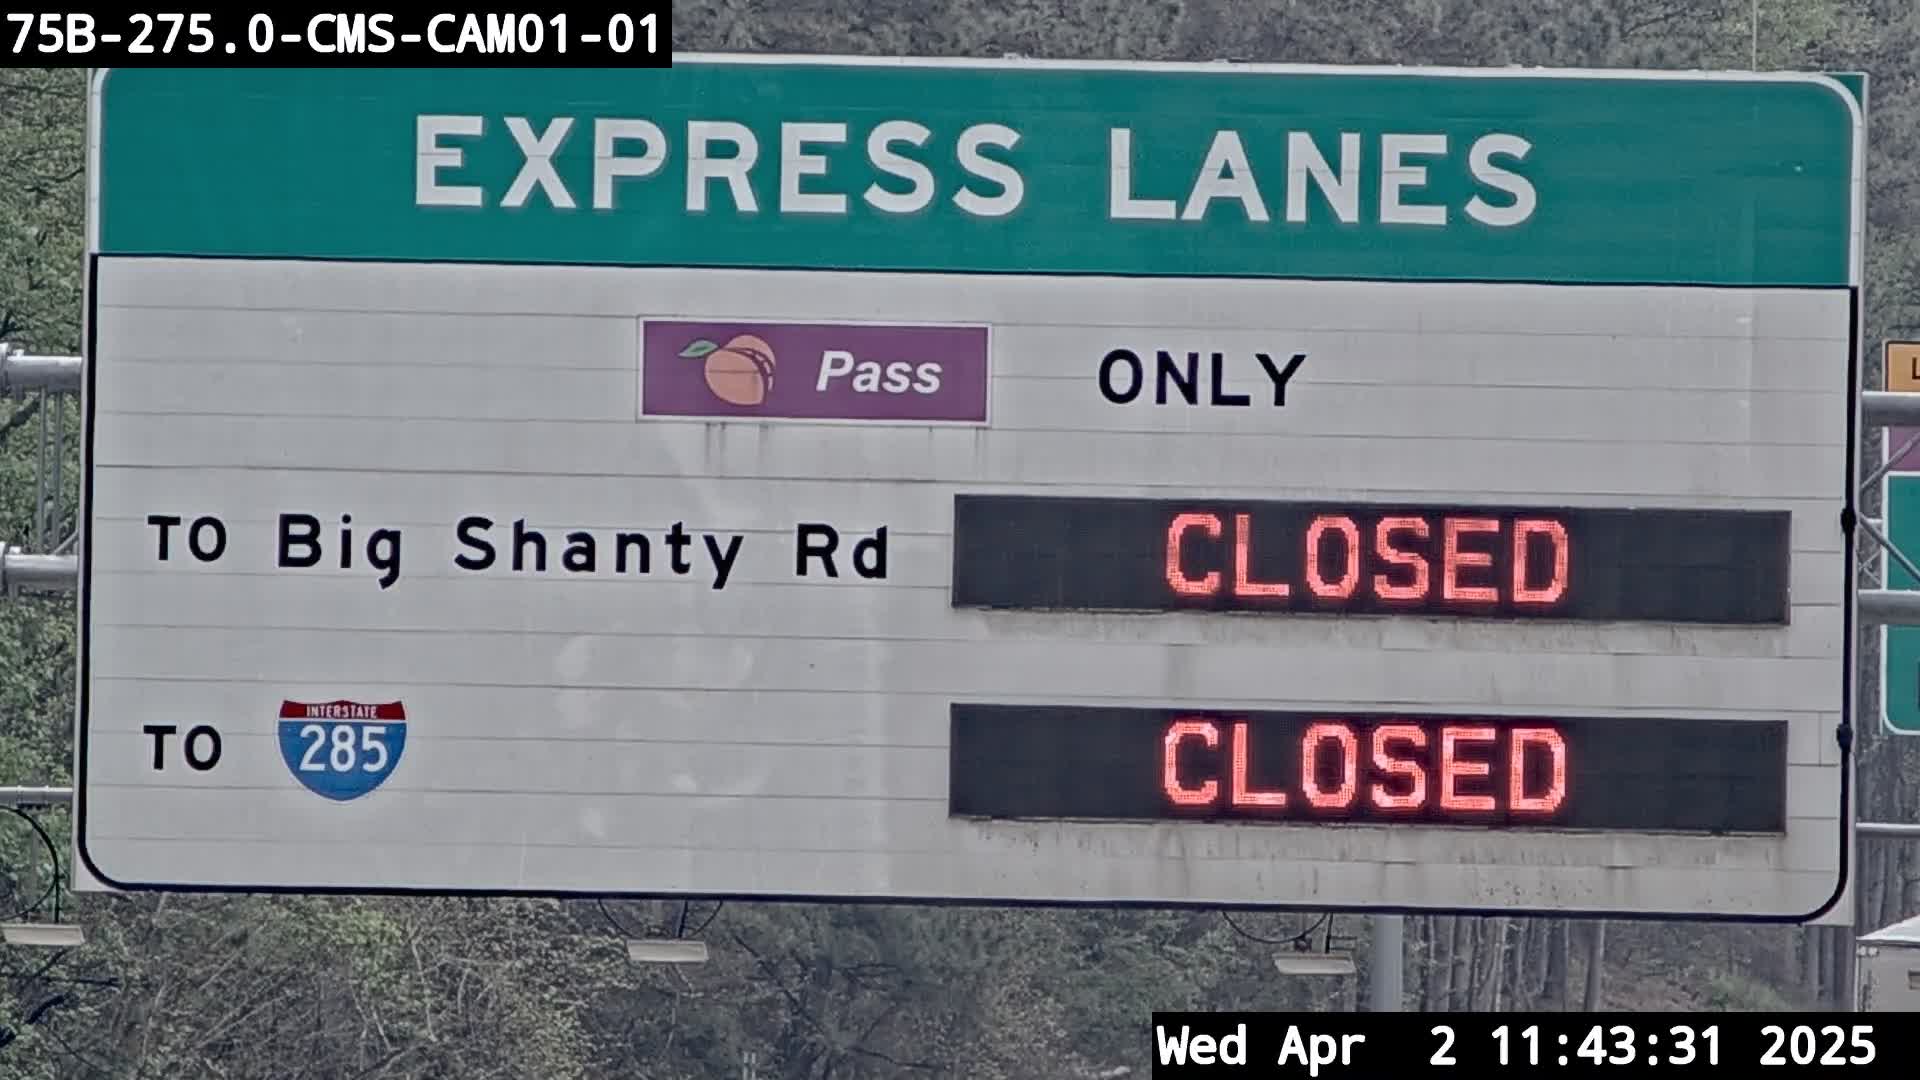 75B-275.0-CMS-CAM01-01
EXPRESS LANES
Pass ONLY
TO Big Shanty Rd CLOSED
TO INTERSTATE 285 CLOSED
Wed Apr 2 11:43:31 2025